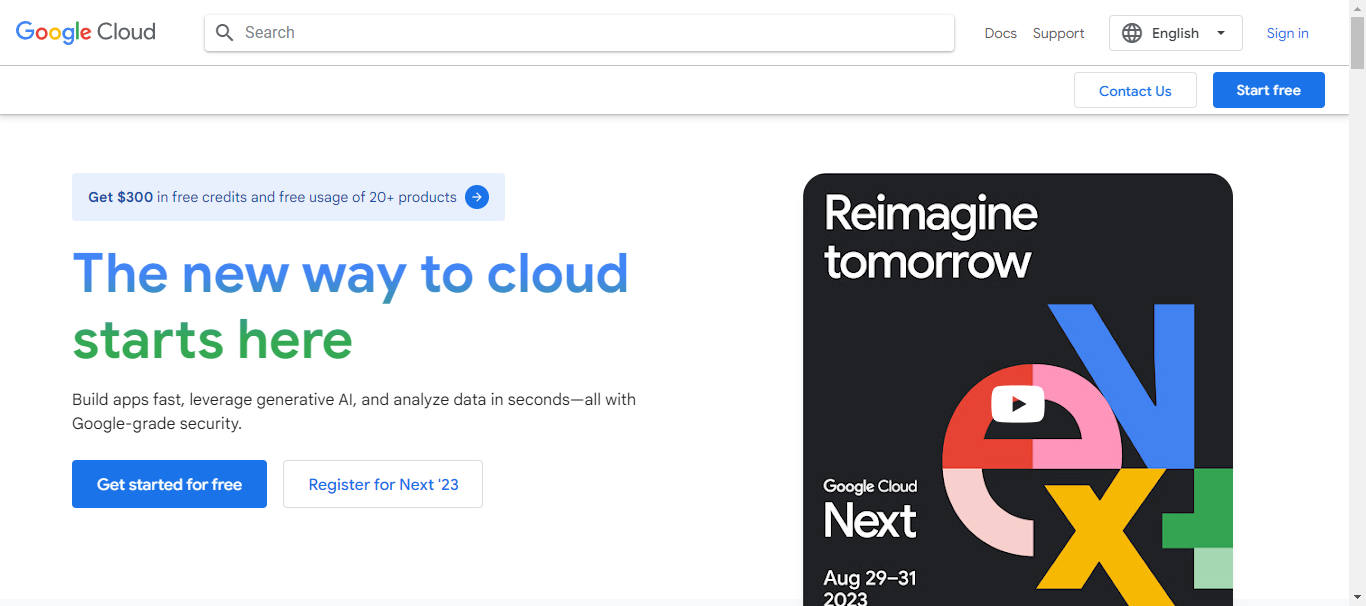 Google Cloud
Search
Docs
Support
English
Sign in
Contact Us
Start free
Get $300 in free credits and free usage of 20+ products
The new way to cloud
starts here
Build apps fast, leverage generative AI, and analyze data in seconds—all with
Google-grade security.
Get started for free
Register for Next '23
Reimagine
tomorrow
Next
Google Cloud
Next
Aug 29–31
2023